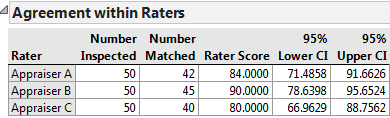 Agreement within Raters
Number Number 95% 95%
Rater Inspected Matched Rater Score Lower CI Upper CI
Appraiser A 50 42 84.0000 71.4858 91.6626
Appraiser B 50 45 90.0000 78.6398 95.6524
Appraiser C 50 40 80.0000 66.9629 88.7562